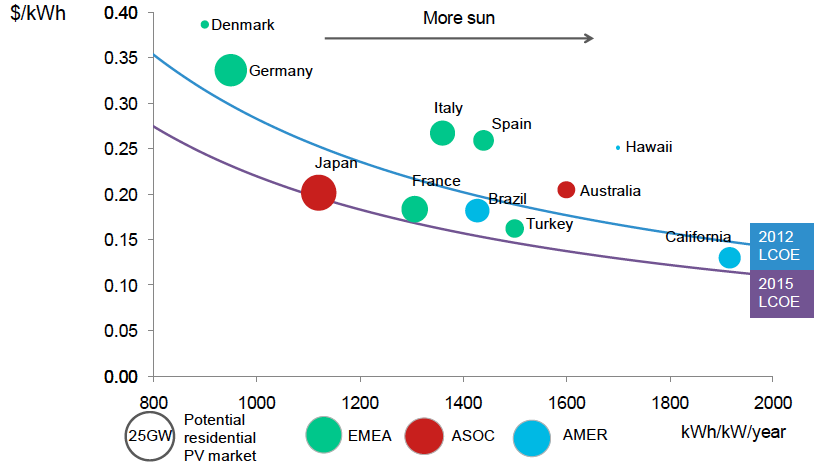 $/kWh
0.40
0.35
0.30
0.25
0.20
0.15
0.10
0.05
0.00
More sun
Denmark
Germany
Italy
Spain
Hawaii
Japan
France
Brazil
Australia
Turkey
California
2012
LCOE
2015
LCOE
800
1000
1200
1400
1600
1800
2000
kWh/kW/year
25GW
Potential
residential
PV market
EMEA
ASOC
AMER